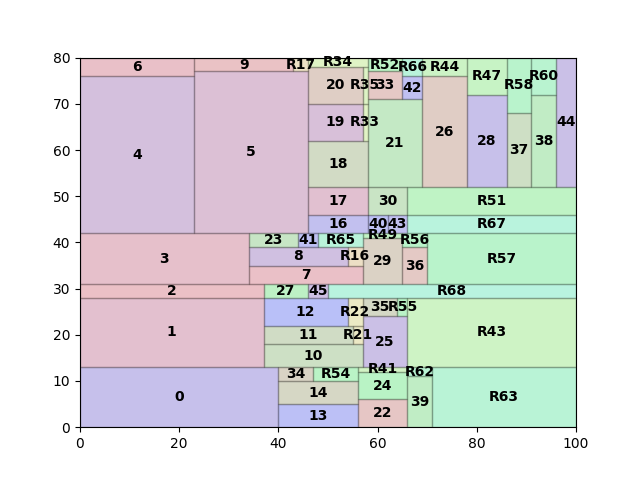 80
6 9 R17 R34 R52 R66 R44 R47 R58 R60
70
20 R35 33 42 44
60
4 5 19 R33 21 26 28 37 38
18
50
17 30 R51
40
16 40 43 R67
23 41 R65 R49 R56
3 8 R16 29 36 R57
7
30
2 27 45 R68
20
1 12 R22 35 R55 R43
11 R21 25
10
10
34 R54 R41 R62
0 14 24 39 R63
13 22
0
0 20 40 60 80 100